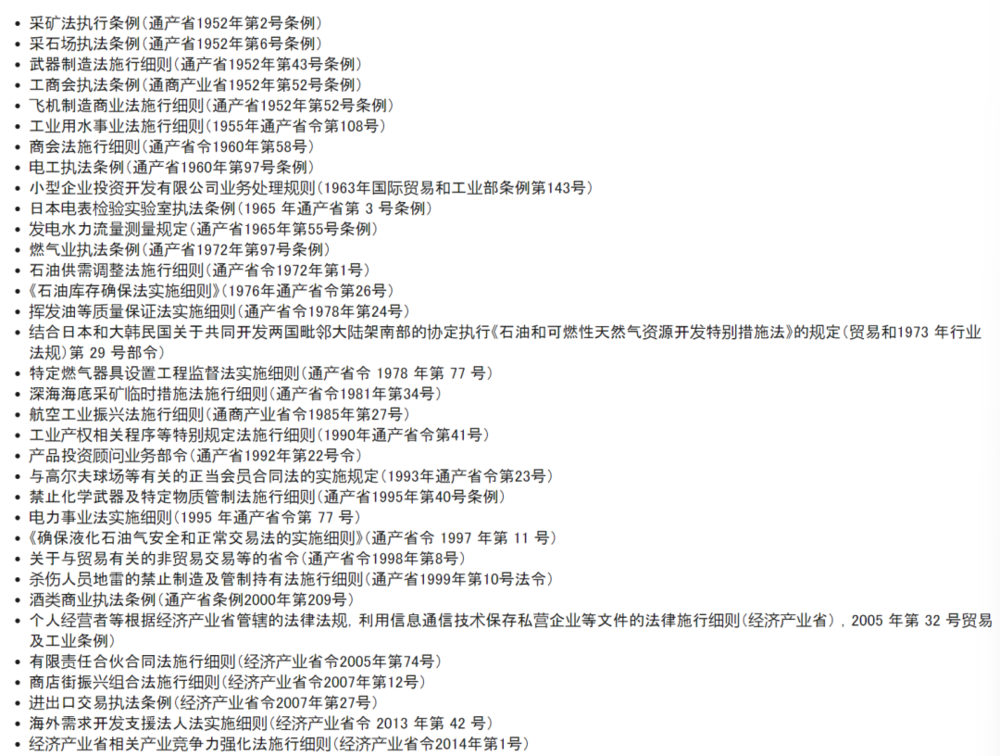 • 采矿法执行条例(通产省1952年第2号条例)
• 采石场执法条例(通产省1952年第6号条例)
• 武器制造法施行细则(通产省1952年第43号条例)
• 工商会执法条例(通商产业省1952年第52号条例)
• 飞机制造商业法施行细则(通产省1952年第52号条例)
• 工业用水事业法施行细则(1955年通产省令第108号)
• 商会法施行细则(通产省令1960年第58号)
• 电工执法条例(通产省1960年第97号条例)
• 小型企业投资开发有限公司业务处理规则(1963年国际贸易和工业部条例第143号)
• 日本电表检验实验室执法条例(1965 年通产省第 3 号条例)
• 发电水力流量测量规定(通产省1965年第55号条例)
• 燃气业执法条例(通产省1972年第97号条例)
• 石油供需调整法施行细则(通产省令1972年第1号)
• 《石油库存确保法实施细则》(1976年通产省令第26号)
• 挥发油等质量保证法实施细则(通产省令1978年第24号)
• 结合日本和大韩民国关于共同开发两国毗邻大陆架南部的协定执行《石油和可燃性天然气资源开发特别措施法》的规定(贸易和1973 年行业
法规)第 29 号部令)
• 特定燃气器具设置工程监督法实施细则(通产省令 1978 年第 77 号)
• 深海海底采矿临时措施法施行细则(通产省令1981年第34号)
• 航空工业振兴法施行细则(通商产业省令1985年第27号)
• 工业产权相关程序等特别规定法施行细则(1990年通产省令第41号)
• 产品投资顾问业务部令(通产省1992年第22号令)
• 与高尔夫球场等有关的正当会员合同法的实施规定(1993年通产省令第23号)
• 禁止化学武器及特定物质管制法施行细则(通产省1995年第40号条例)
• 电力事业法实施细则(1995 年通产省令第 77 号)
• 《确保液化石油气安全和正常交易法的实施细则》(通产省令 1997 年第 11 号)
• 关于与贸易有关的非贸易交易等的省令(通产省令1998年第8号)
• 杀伤人员地雷的禁止制造及管制持有法施行细则(通产省1999年第10号法令)
• 酒类商业执法条例(通产省条例2000年第209号)
• 个人经营者等根据经济产业省管辖的法律法规, 利用信息通信技术保存私营企业等文件的法律施行细则(经济产业省), 2005 年第 32 号贸易
及工业条例)
• 有限责任合伙合同法施行细则(经济产业省令2005年第74号)
• 商店街振兴组合法施行细则(经济产业省令2007年第12号)
• 进出口交易执法条例(经济产业省令2007年第27号)
• 海外需求开发支援法人法实施细则(经济产业省令 2013 年第 42 号)
• 经济产业省相关产业竞争力强化法施行细则(经济产业省令2014年第1号)